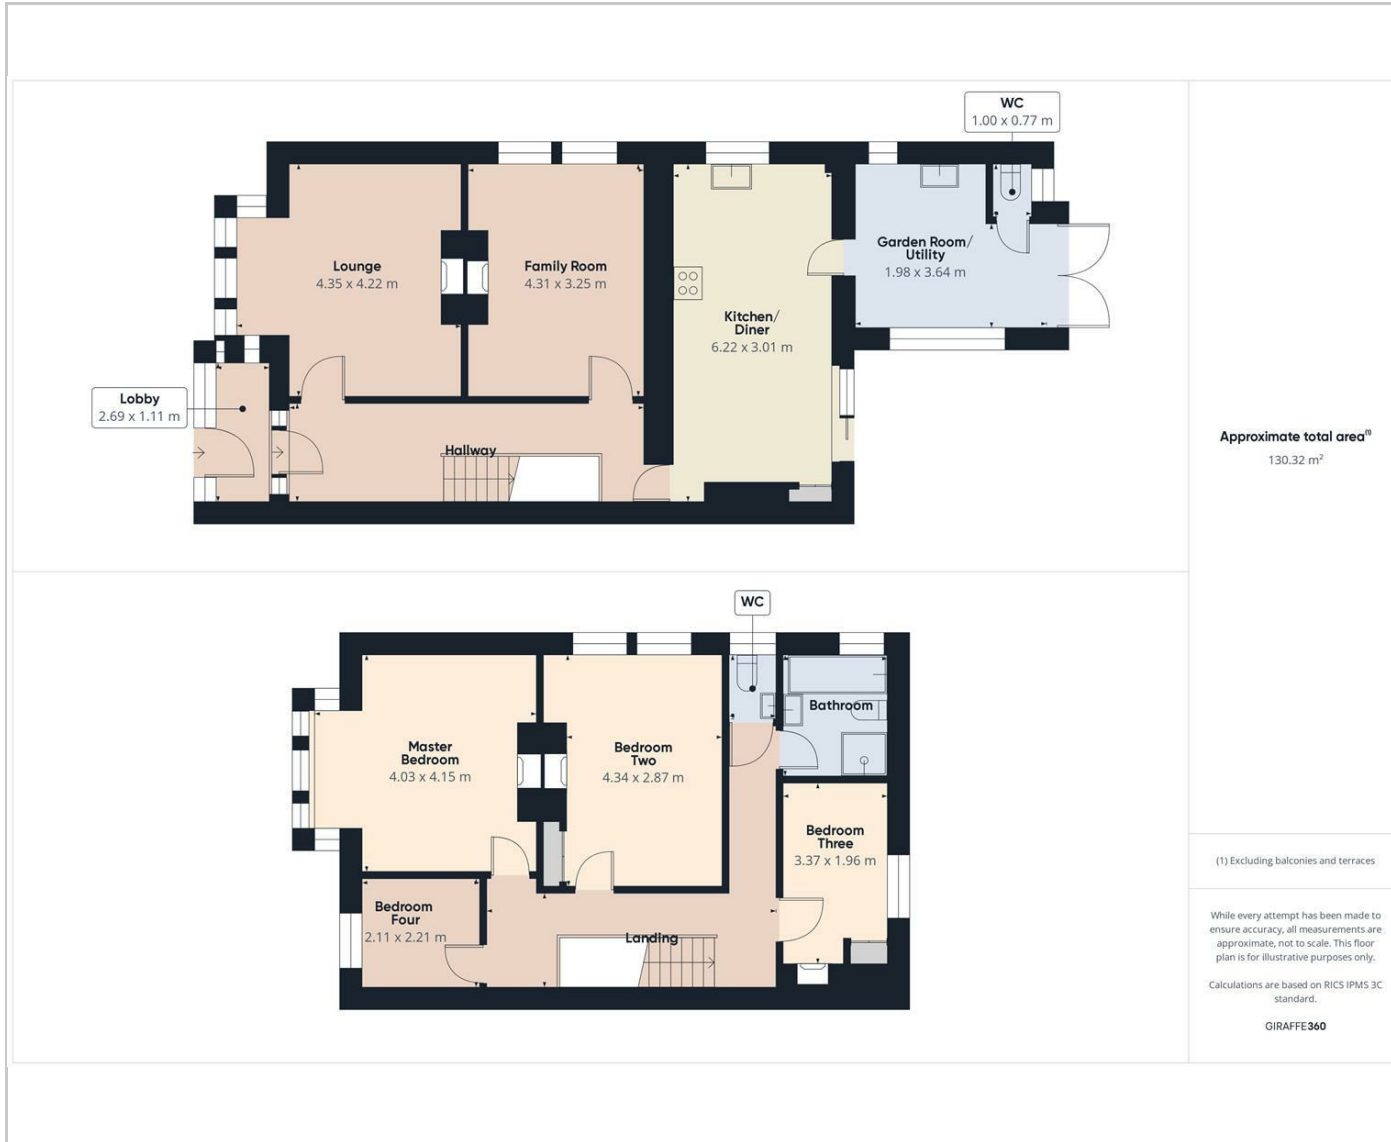 WC
1.00 x 0.77 m
Garden Room/
Utility
1.98 x 3.64 m
Lounge
4.35 x 4.22 m
Family Room
4.31 x 3.25 m
Kitchen/
Diner
6.22 x 3.01 m
Lobby
2.69 x 1.11 m
Hallway
WC
Bathroom
Master
Bedroom
4.03 x 4.15 m
Bedroom
Two
4.34 x 2.87 m
Bedroom
Three
3.37 x 1.96 m
Bedroom
Four
2.11 x 2.21 m
Landing
Approximate total area⁽¹⁾
130.32 m²
(1) Excluding balconies and terraces
While every attempt has been made to
ensure accuracy, all measurements are
approximate, not to scale. This floor
plan is for illustrative purposes only.
Calculations are based on RICS IPMS 3C
standard.
GIRAFFE360